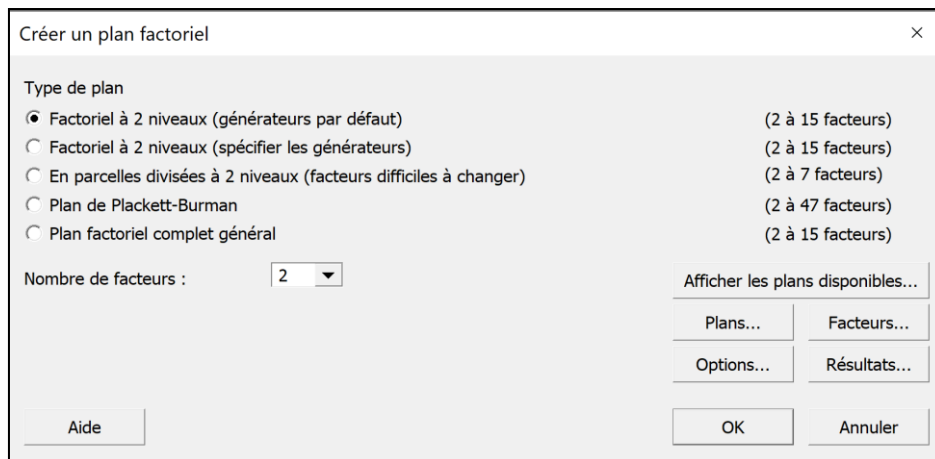 Créer un plan factoriel
Type de plan
Factoriel à 2 niveaux (générateurs par défaut) (2 à 15 facteurs)
Factoriel à 2 niveaux (spécifier les générateurs) (2 à 15 facteurs)
En parcelles divisées à 2 niveaux (facteurs difficiles à changer) (2 à 7 facteurs)
Plan de Plackett-Burman (2 à 47 facteurs)
Plan factoriel complet général (2 à 15 facteurs)
Nombre de facteurs : 2
Afficher les plans disponibles...
Plans... Facteurs...
Options... Résultats...
Aide OK Annuler